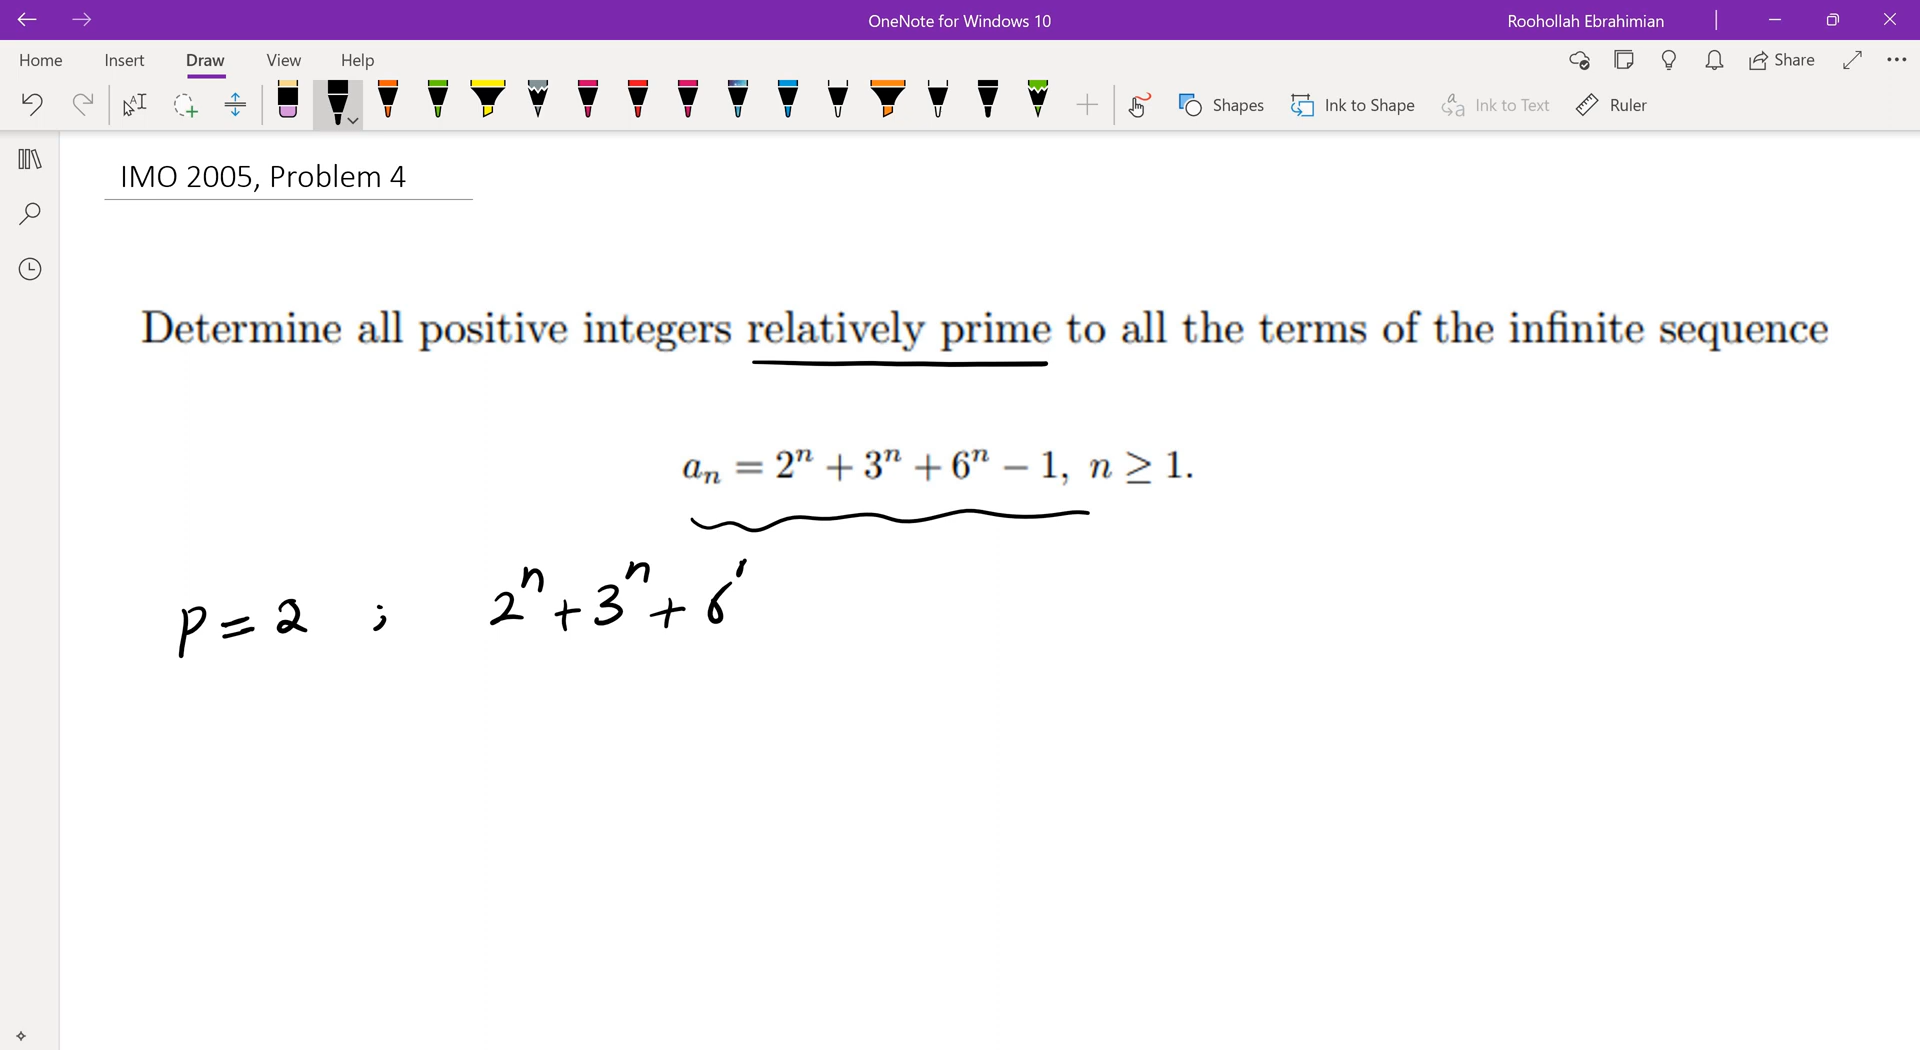 OneNote for Windows 10
Roohollah Ebrahimian
Home Insert Draw View Help
Share
Shapes Ink to Shape Ink to Text Ruler
IMO 2005, Problem 4
Determine all positive integers relatively prime to all the terms of the infinite sequence
aₙ = 2ⁿ + 3ⁿ + 6ⁿ − 1, n ≥ 1.
p = 2 ; 2ⁿ + 3ⁿ + 6